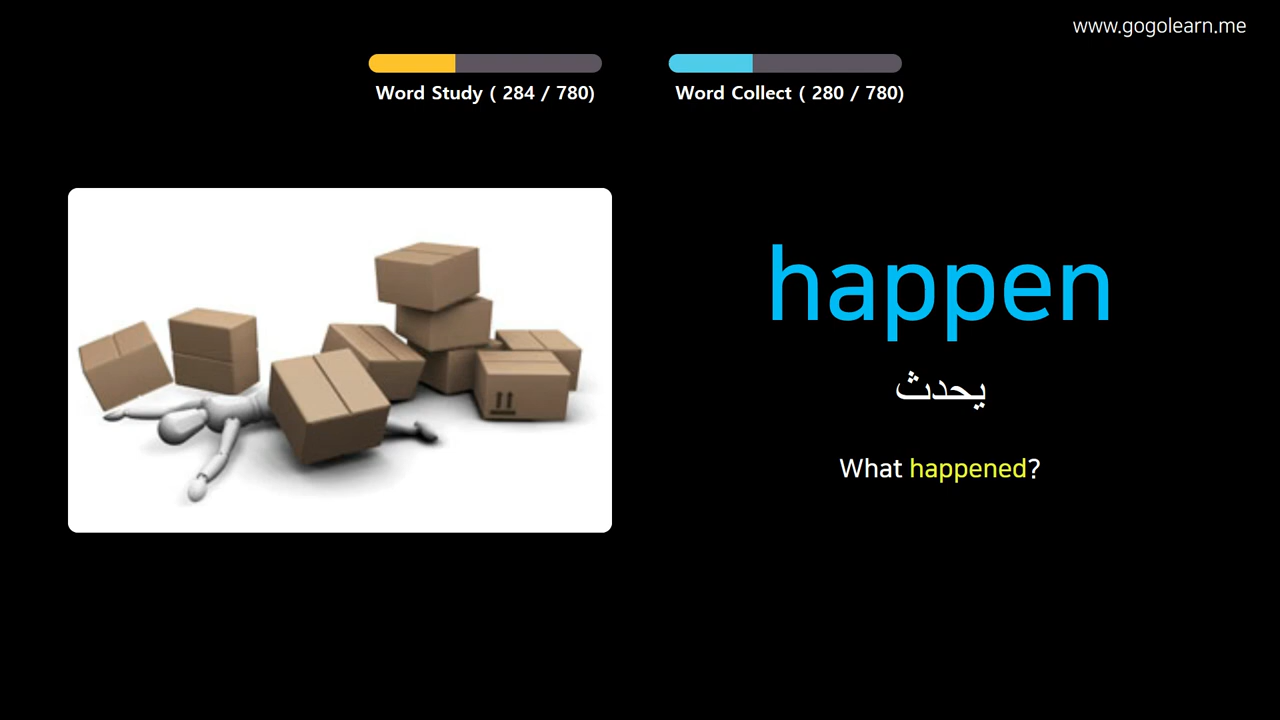 www.gogolearn.me
Word Study ( 284 / 780)
Word Collect ( 280 / 780)
happen
يحدث
What happened?